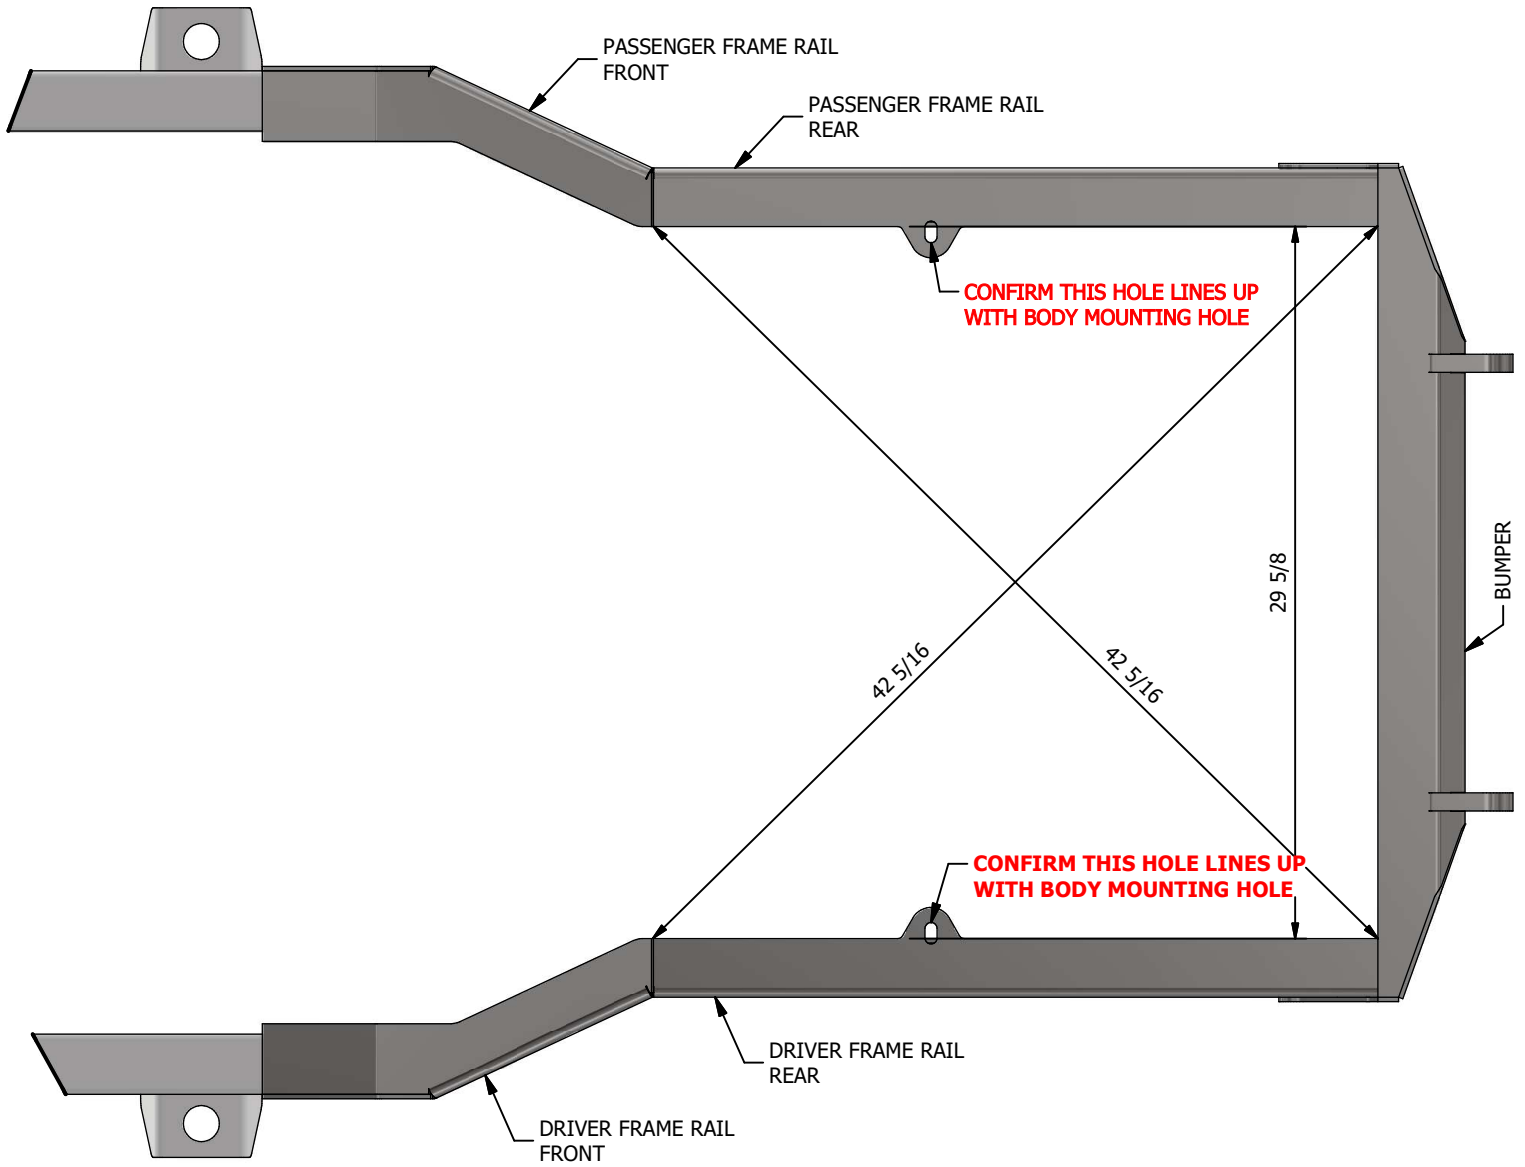 PASSENGER FRAME RAIL
FRONT
PASSENGER FRAME RAIL
REAR
CONFIRM THIS HOLE LINES UP
WITH BODY MOUNTING HOLE
29 5/8
BUMPER
42 5/16
42 5/16
CONFIRM THIS HOLE LINES UP
WITH BODY MOUNTING HOLE
DRIVER FRAME RAIL
REAR
DRIVER FRAME RAIL
FRONT